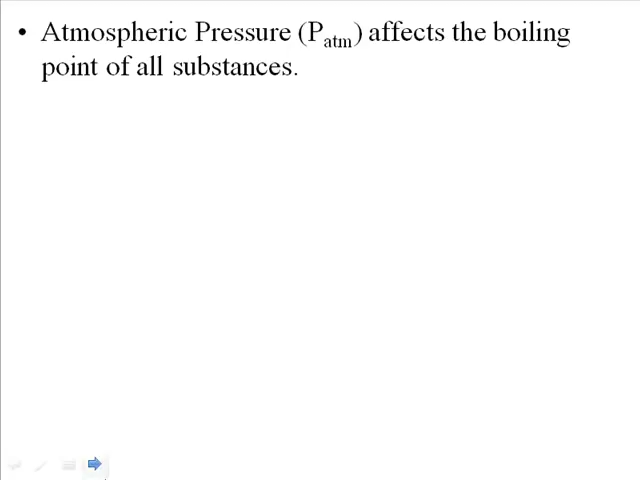 • Atmospheric Pressure (Patm) affects the boiling
point of all substances.